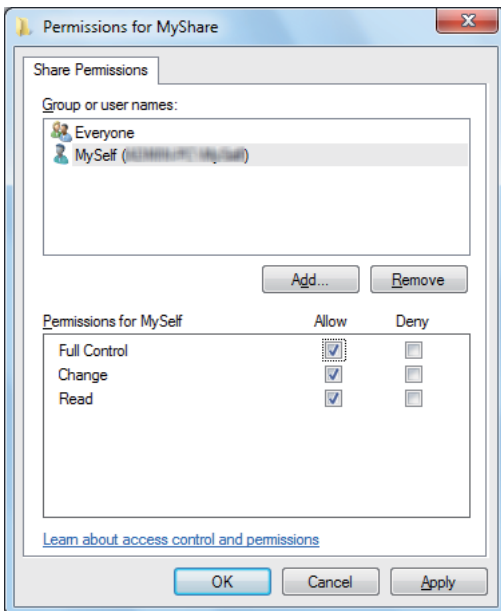 Permissions for MyShare
Share Permissions
Group or user names:
Everyone
MySelf ( )
Add... Remove
Permissions for MySelf Allow Deny
Full Control
Change
Read
Learn about access control and permissions
OK Cancel Apply